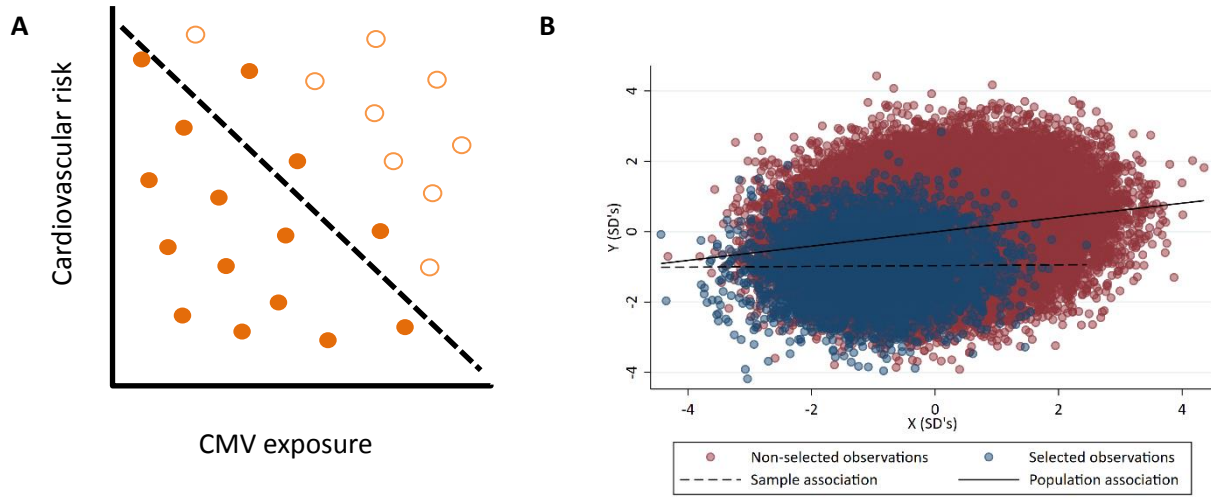 A
Cardiovascular risk
CMV exposure
B
Y (SD's)
4
2
0
-2
-4
-4
-2
0
2
4
X (SD's)
Non-selected observations
Selected observations
Sample association
Population association